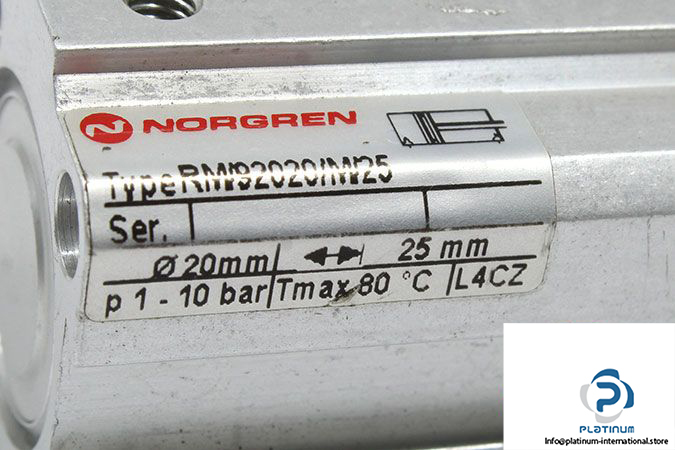 NORGREN
Type RM/92020/M/25
Ser.
Ø 20mm 25 mm
p 1 - 10 bar Tmax 80 °C L4CZ
PLATINUM
Info@platinum-international.store